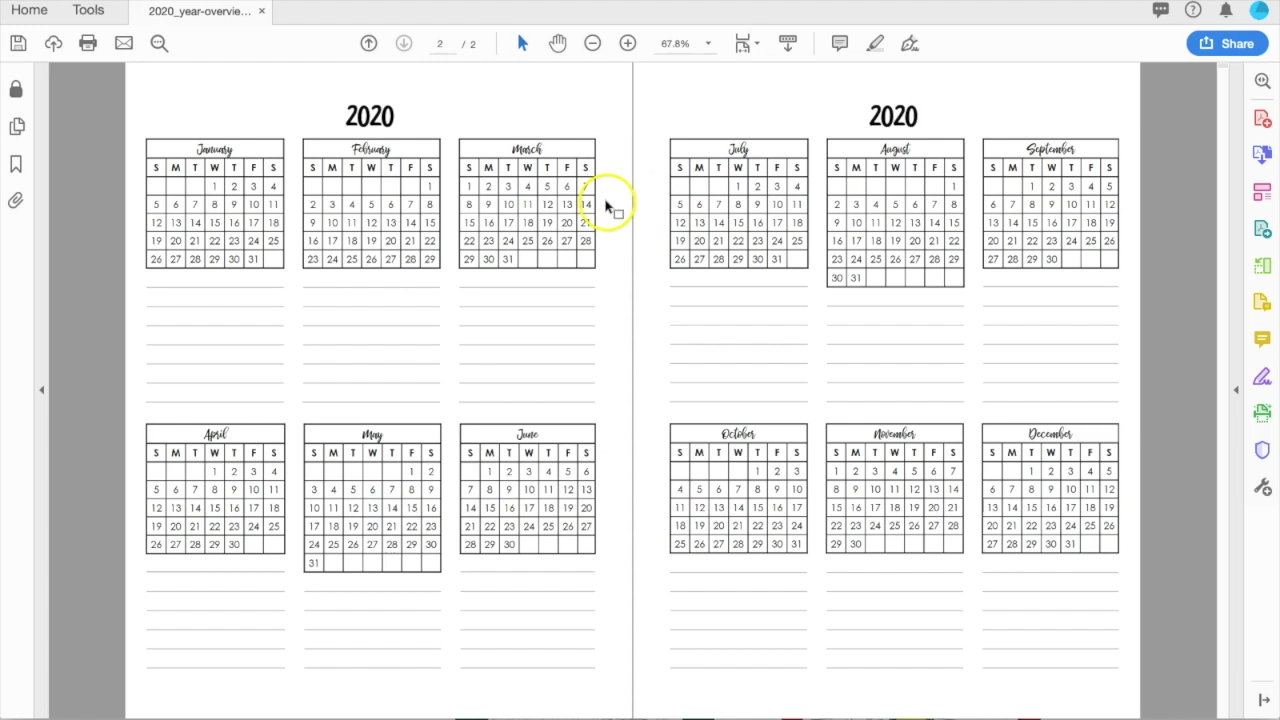 Home Tools 2020_year-overvie... ×
2 / 2 67.8% Share
2020
January
S M T W T F S
1 2 3 4
5 6 7 8 9 10 11
12 13 14 15 16 17 18
19 20 21 22 23 24 25
26 27 28 29 30 31
February
S M T W T F S
1
2 3 4 5 6 7 8
9 10 11 12 13 14 15
16 17 18 19 20 21 22
23 24 25 26 27 28 29
March
S M T W T F S
1 2 3 4 5 6 7
8 9 10 11 12 13 14
15 16 17 18 19 20 21
22 23 24 25 26 27 28
29 30 31
April
S M T W T F S
1 2 3 4
5 6 7 8 9 10 11
12 13 14 15 16 17 18
19 20 21 22 23 24 25
26 27 28 29 30
May
S M T W T F S
1 2
3 4 5 6 7 8 9
10 11 12 13 14 15 16
17 18 19 20 21 22 23
24 25 26 27 28 29 30
31
June
S M T W T F S
1 2 3 4 5 6
7 8 9 10 11 12 13
14 15 16 17 18 19 20
21 22 23 24 25 26 27
28 29 30
2020
July
S M T W T F S
1 2 3 4
5 6 7 8 9 10 11
12 13 14 15 16 17 18
19 20 21 22 23 24 25
26 27 28 29 30 31
August
S M T W T F S
1
2 3 4 5 6 7 8
9 10 11 12 13 14 15
16 17 18 19 20 21 22
23 24 25 26 27 28 29
30 31
September
S M T W T F S
1 2 3 4 5
6 7 8 9 10 11 12
13 14 15 16 17 18 19
20 21 22 23 24 25 26
27 28 29 30
October
S M T W T F S
1 2 3
4 5 6 7 8 9 10
11 12 13 14 15 16 17
18 19 20 21 22 23 24
25 26 27 28 29 30 31
November
S M T W T F S
1 2 3 4 5 6 7
8 9 10 11 12 13 14
15 16 17 18 19 20 21
22 23 24 25 26 27 28
29 30
December
S M T W T F S
1 2 3 4 5
6 7 8 9 10 11 12
13 14 15 16 17 18 19
20 21 22 23 24 25 26
27 28 29 30 31